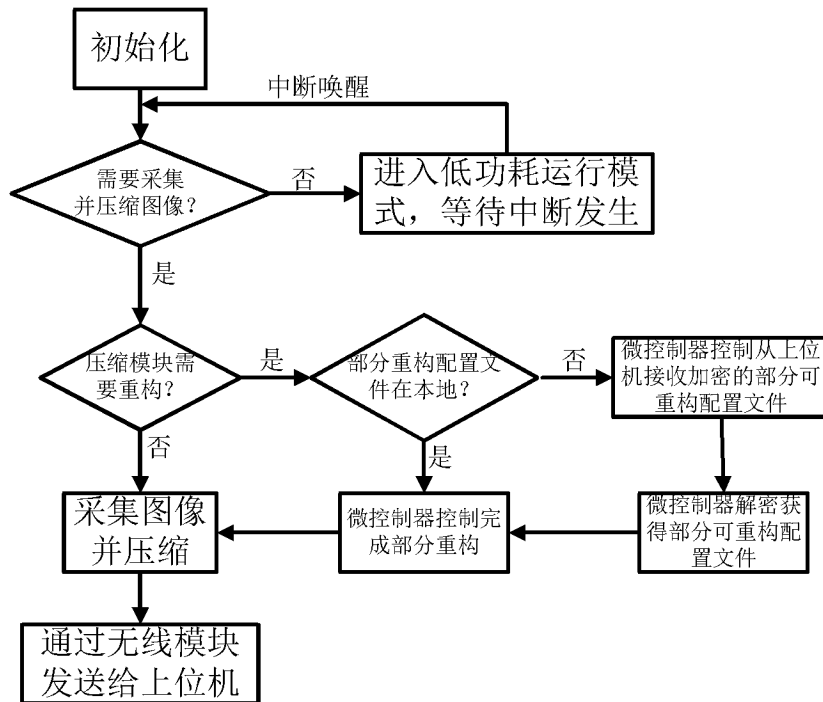 初始化
中断唤醒
需要采集
并压缩图像?
否
进入低功耗运行模
式，等待中断发生
是
压缩模块需
要重构?
是
部分重构配置文
件在本地?
否
微控制器控制从上位
机接收加密的部分可
重构配置文件
否
是
采集图像
并压缩
微控制器控制完
成部分重构
微控制器解密获
得部分可重构配
置文件
通过无线模块
发送给上位机